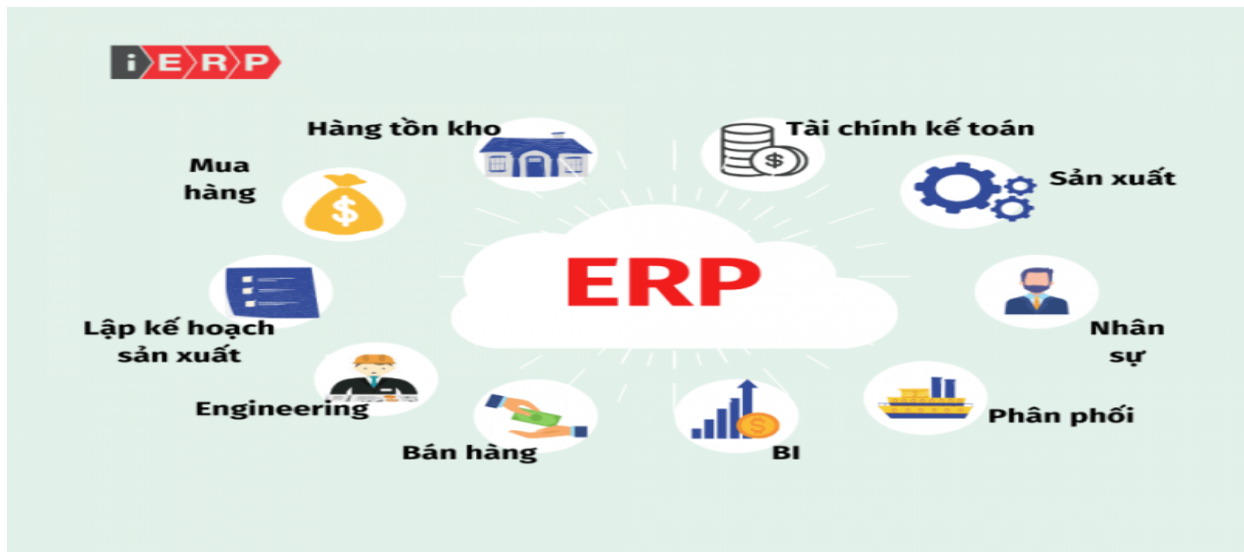 iERP
Hàng tồn kho
Tài chính kế toán
Mua
hàng
Sản xuất
ERP
Lập kế hoạch
sản xuất
Nhân
sự
Engineering
Phân phối
Bán hàng
BI